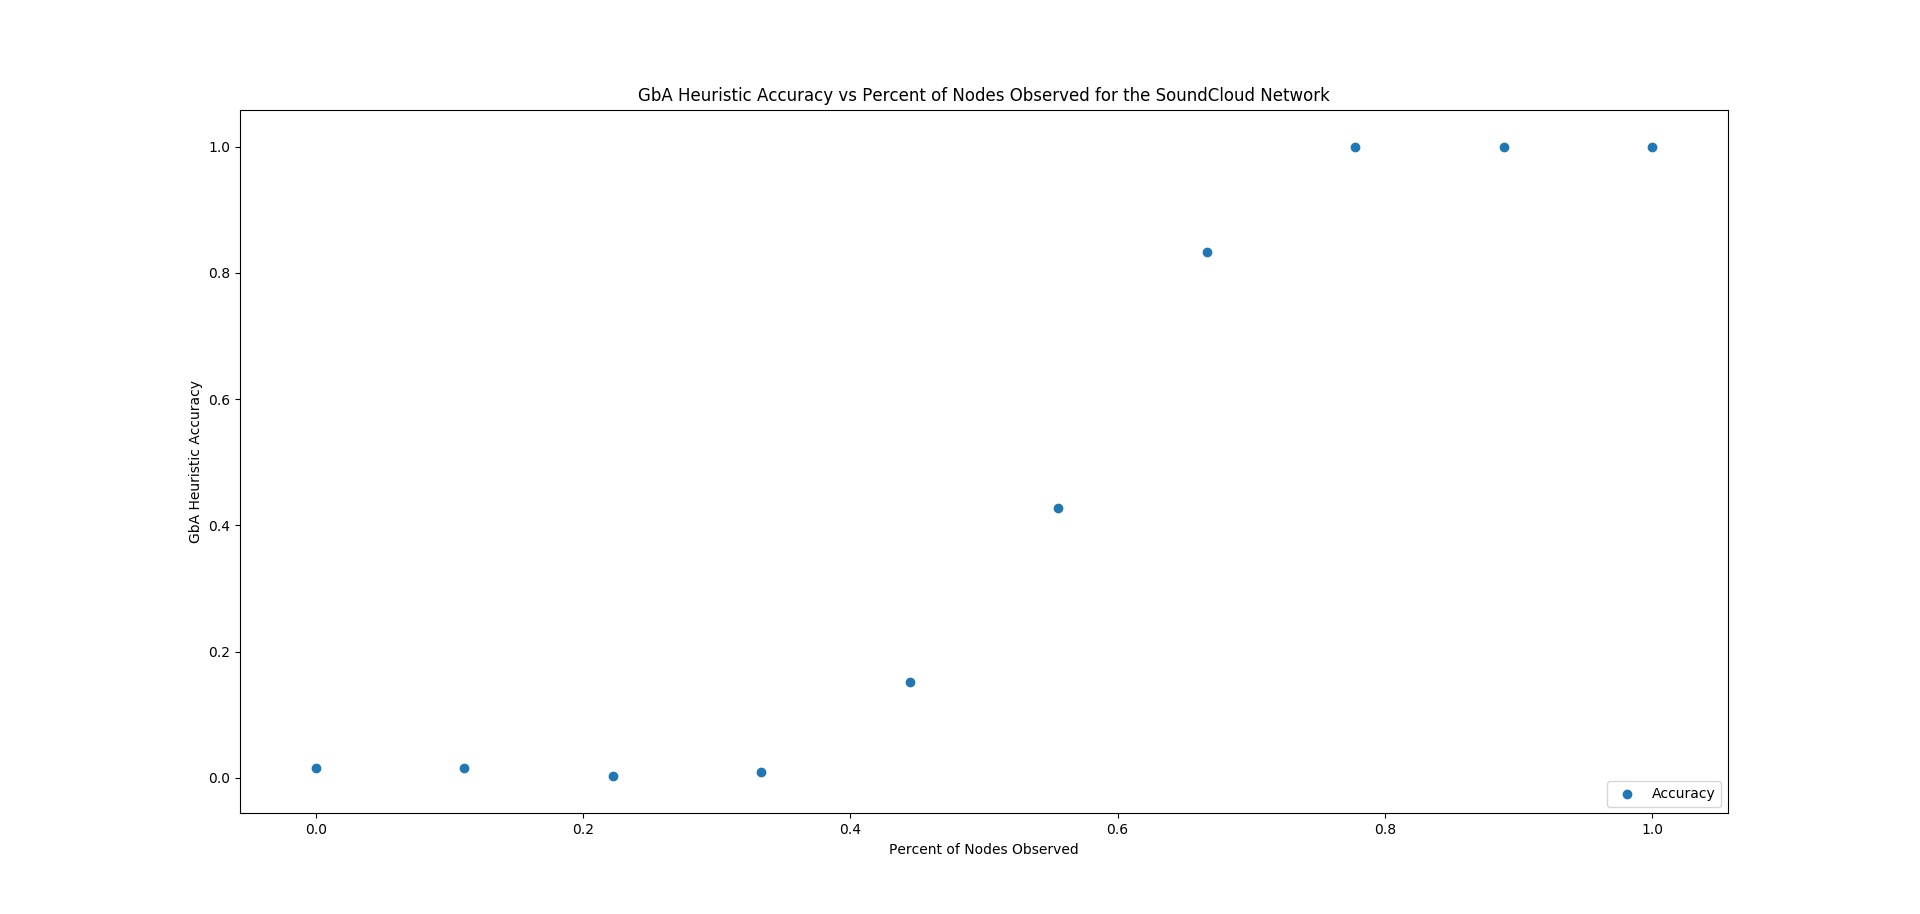 GbA Heuristic Accuracy vs Percent of Nodes Observed for the SoundCloud Network
1.0
0.8
0.6
0.4
0.2
0.0
GbA Heuristic Accuracy
Accuracy
0.0 0.2 0.4 0.6 0.8 1.0
Percent of Nodes Observed